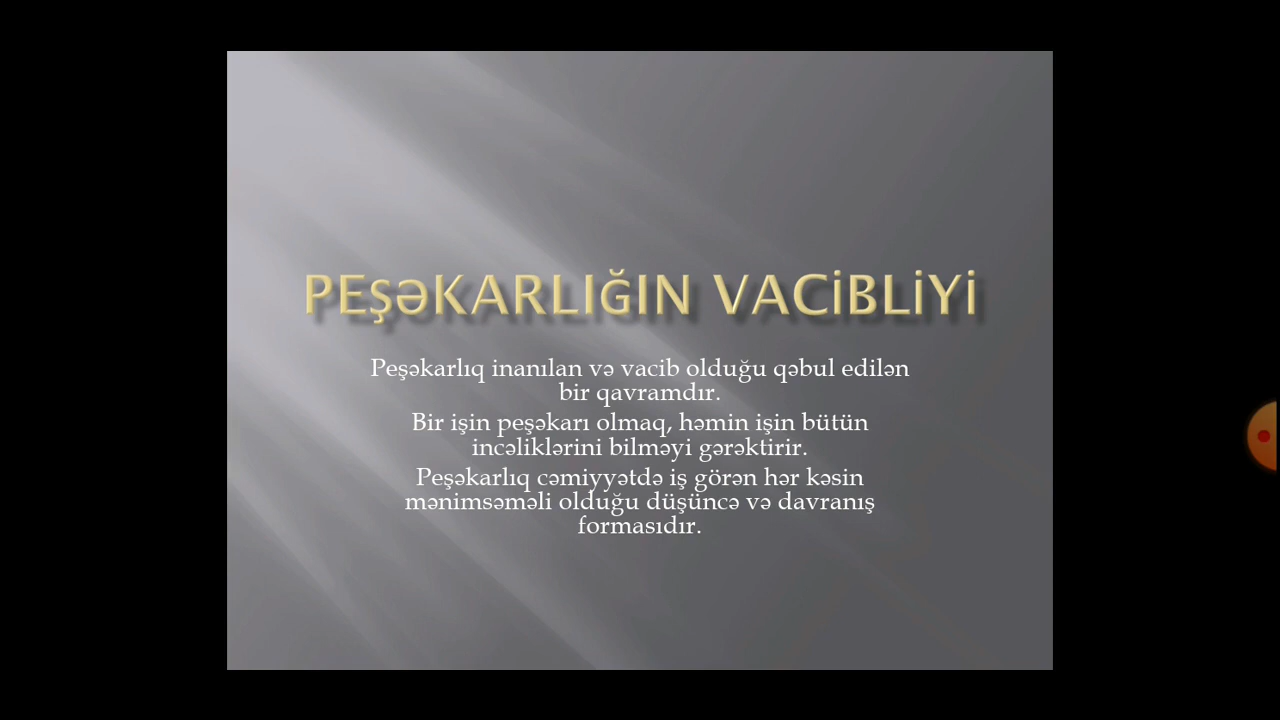 PEŞƏKARLIĞIN VACİBLİYİ
Peşəkarlıq inanılan və vacib olduğu qəbul edilən
bir qavramdır.
Bir işin peşəkarı olmaq, həmin işin bütün
incəliklərini bilməyi gərəktirir.
Peşəkarlıq cəmiyyətdə iş görən hər kəsin
mənimsəməli olduğu düşüncə və davranış
formasıdır.